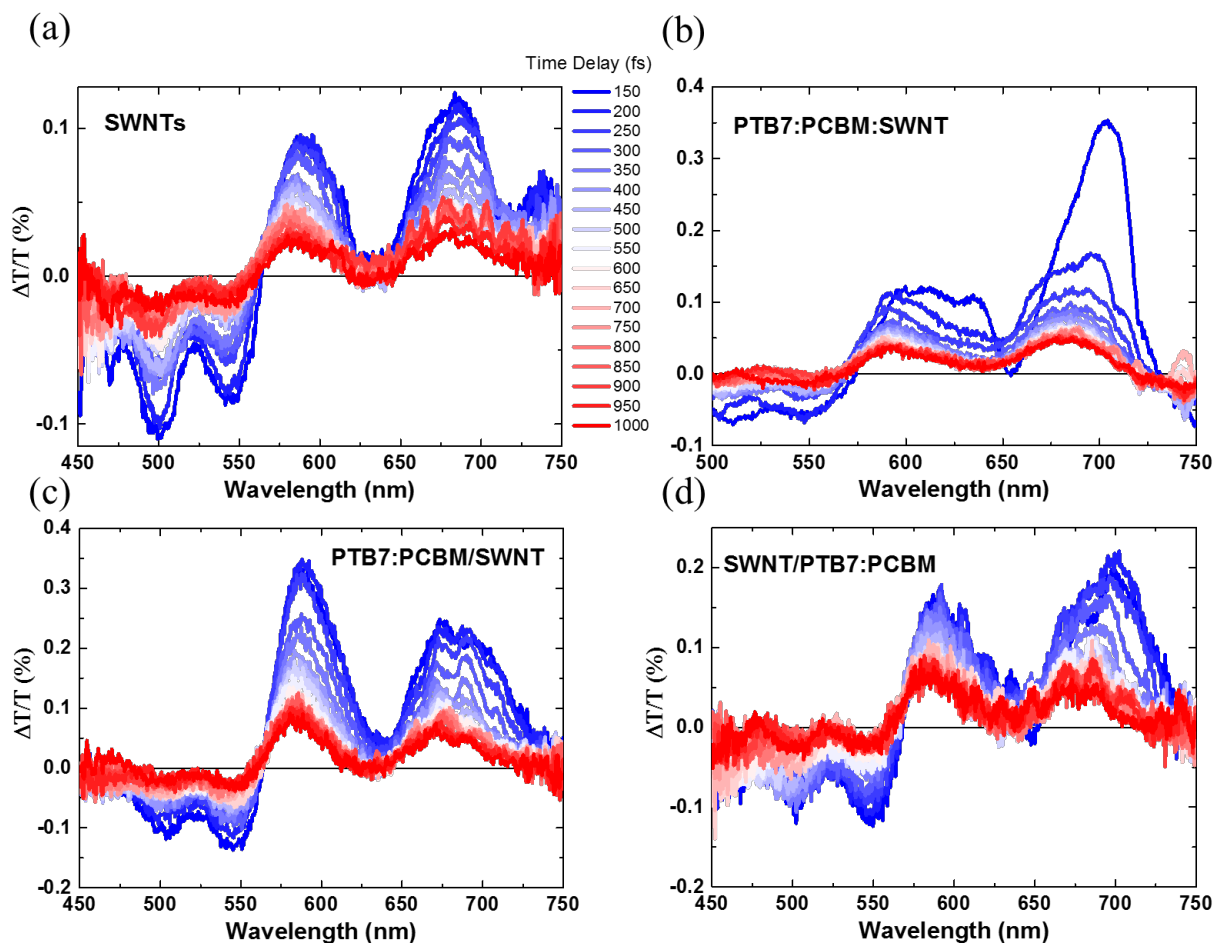 (a)
(b)
Time Delay (fs)
150
200
250
300
350
400
450
500
550
600
650
700
750
800
850
900
950
1000
SWNTs
ΔT/T (%)
0.1
0.0
-0.1
450 500 550 600 650 700 750
Wavelength (nm)
PTB7:PCBM:SWNT
ΔT/T (%)
0.4
0.3
0.2
0.1
0.0
-0.1
500 550 600 650 700 750
Wavelength (nm)
(c)
(d)
PTB7:PCBM/SWNT
ΔT/T (%)
0.4
0.3
0.2
0.1
0.0
-0.1
-0.2
450 500 550 600 650 700 750
Wavelength (nm)
SWNT/PTB7:PCBM
ΔT/T (%)
0.2
0.1
0.0
-0.1
-0.2
450 500 550 600 650 700 750
Wavelength (nm)